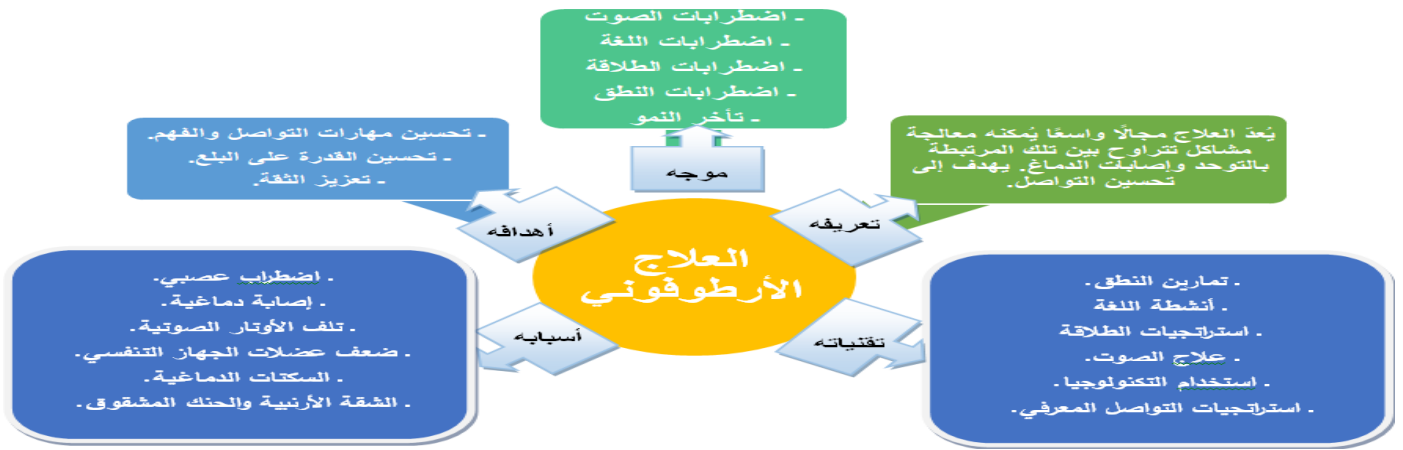 - اضطرابات الصوت
- اضطرابات اللغة
- اضطرابات الطلاقة
- اضطرابات النطق
- تأخر النمو
موجه
يُعدّ العلاج مجالًا واسعًا يُمكنه معالجة
مشاكل تتراوح بين تلك المرتبطة
بالتوحد وإصابات الدماغ. يهدف إلى
تحسين التواصل.
تعريفه
- تحسين مهارات التواصل والفهم.
- تحسين القدرة على البلع.
- تعزيز الثقة.
أهدافه
العلاج
الأرطوفوني
. تمارين النطق.
. أنشطة اللغة
استراتجيات الطلاقة
. علاج الصوت.
. استخدام التكنولوجيا.
. استراتجيات التواصل المعرفي.
تقنياته
. اضطراب عصبي.
. إصابة دماغية.
. تلف الأوتار الصوتية.
. ضعف عضلات الجهاز التنفسي.
. السكتات الدماغية.
. الشقة الأرنبية والحنك المشقوق.
أسبابه